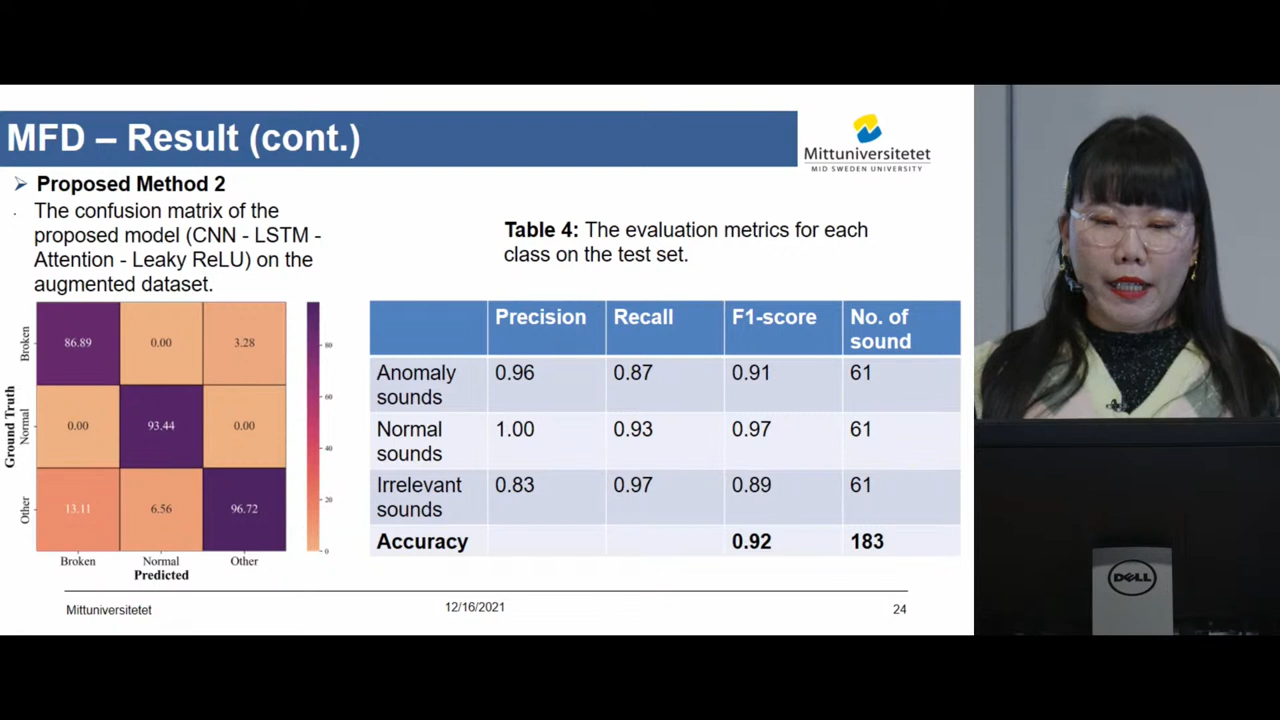 MFD – Result (cont.)
Mittuniversitetet
MID SWEDEN UNIVERSITY
Proposed Method 2
The confusion matrix of the
proposed model (CNN - LSTM -
Attention - Leaky ReLU) on the
augmented dataset.
Ground Truth
Broken
Normal
Other
86.89 0.00 3.28
0.00 93.44 0.00
13.11 6.56 96.72
Broken Normal Other
Predicted
80
60
40
20
0
Table 4: The evaluation metrics for each
class on the test set.
Precision Recall F1-score No. of
sound
Anomaly 0.96 0.87 0.91 61
sounds
Normal 1.00 0.93 0.97 61
sounds
Irrelevant 0.83 0.97 0.89 61
sounds
Accuracy 0.92 183
Mittuniversitetet 12/16/2021 24
DELL